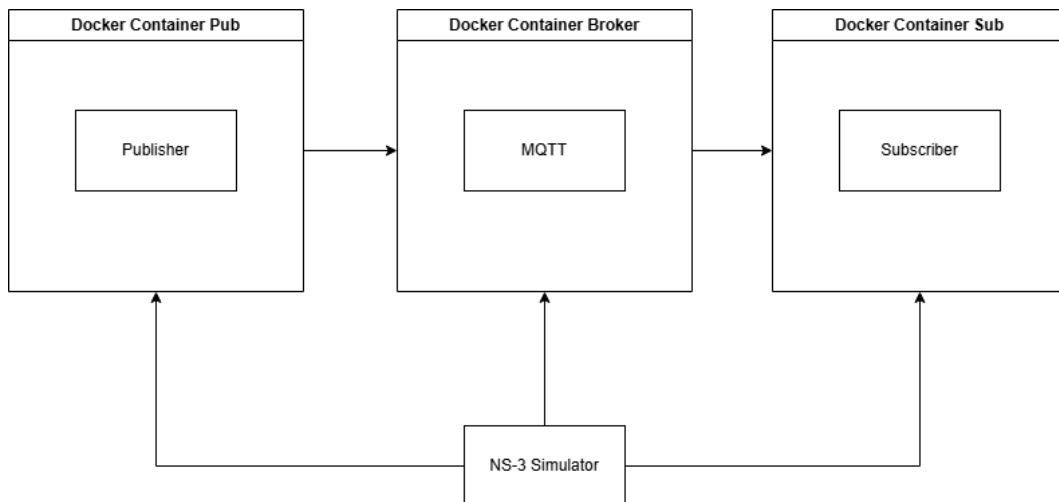 Docker Container Pub
Docker Container Broker
Docker Container Sub
Publisher
MQTT
Subscriber
NS-3 Simulator